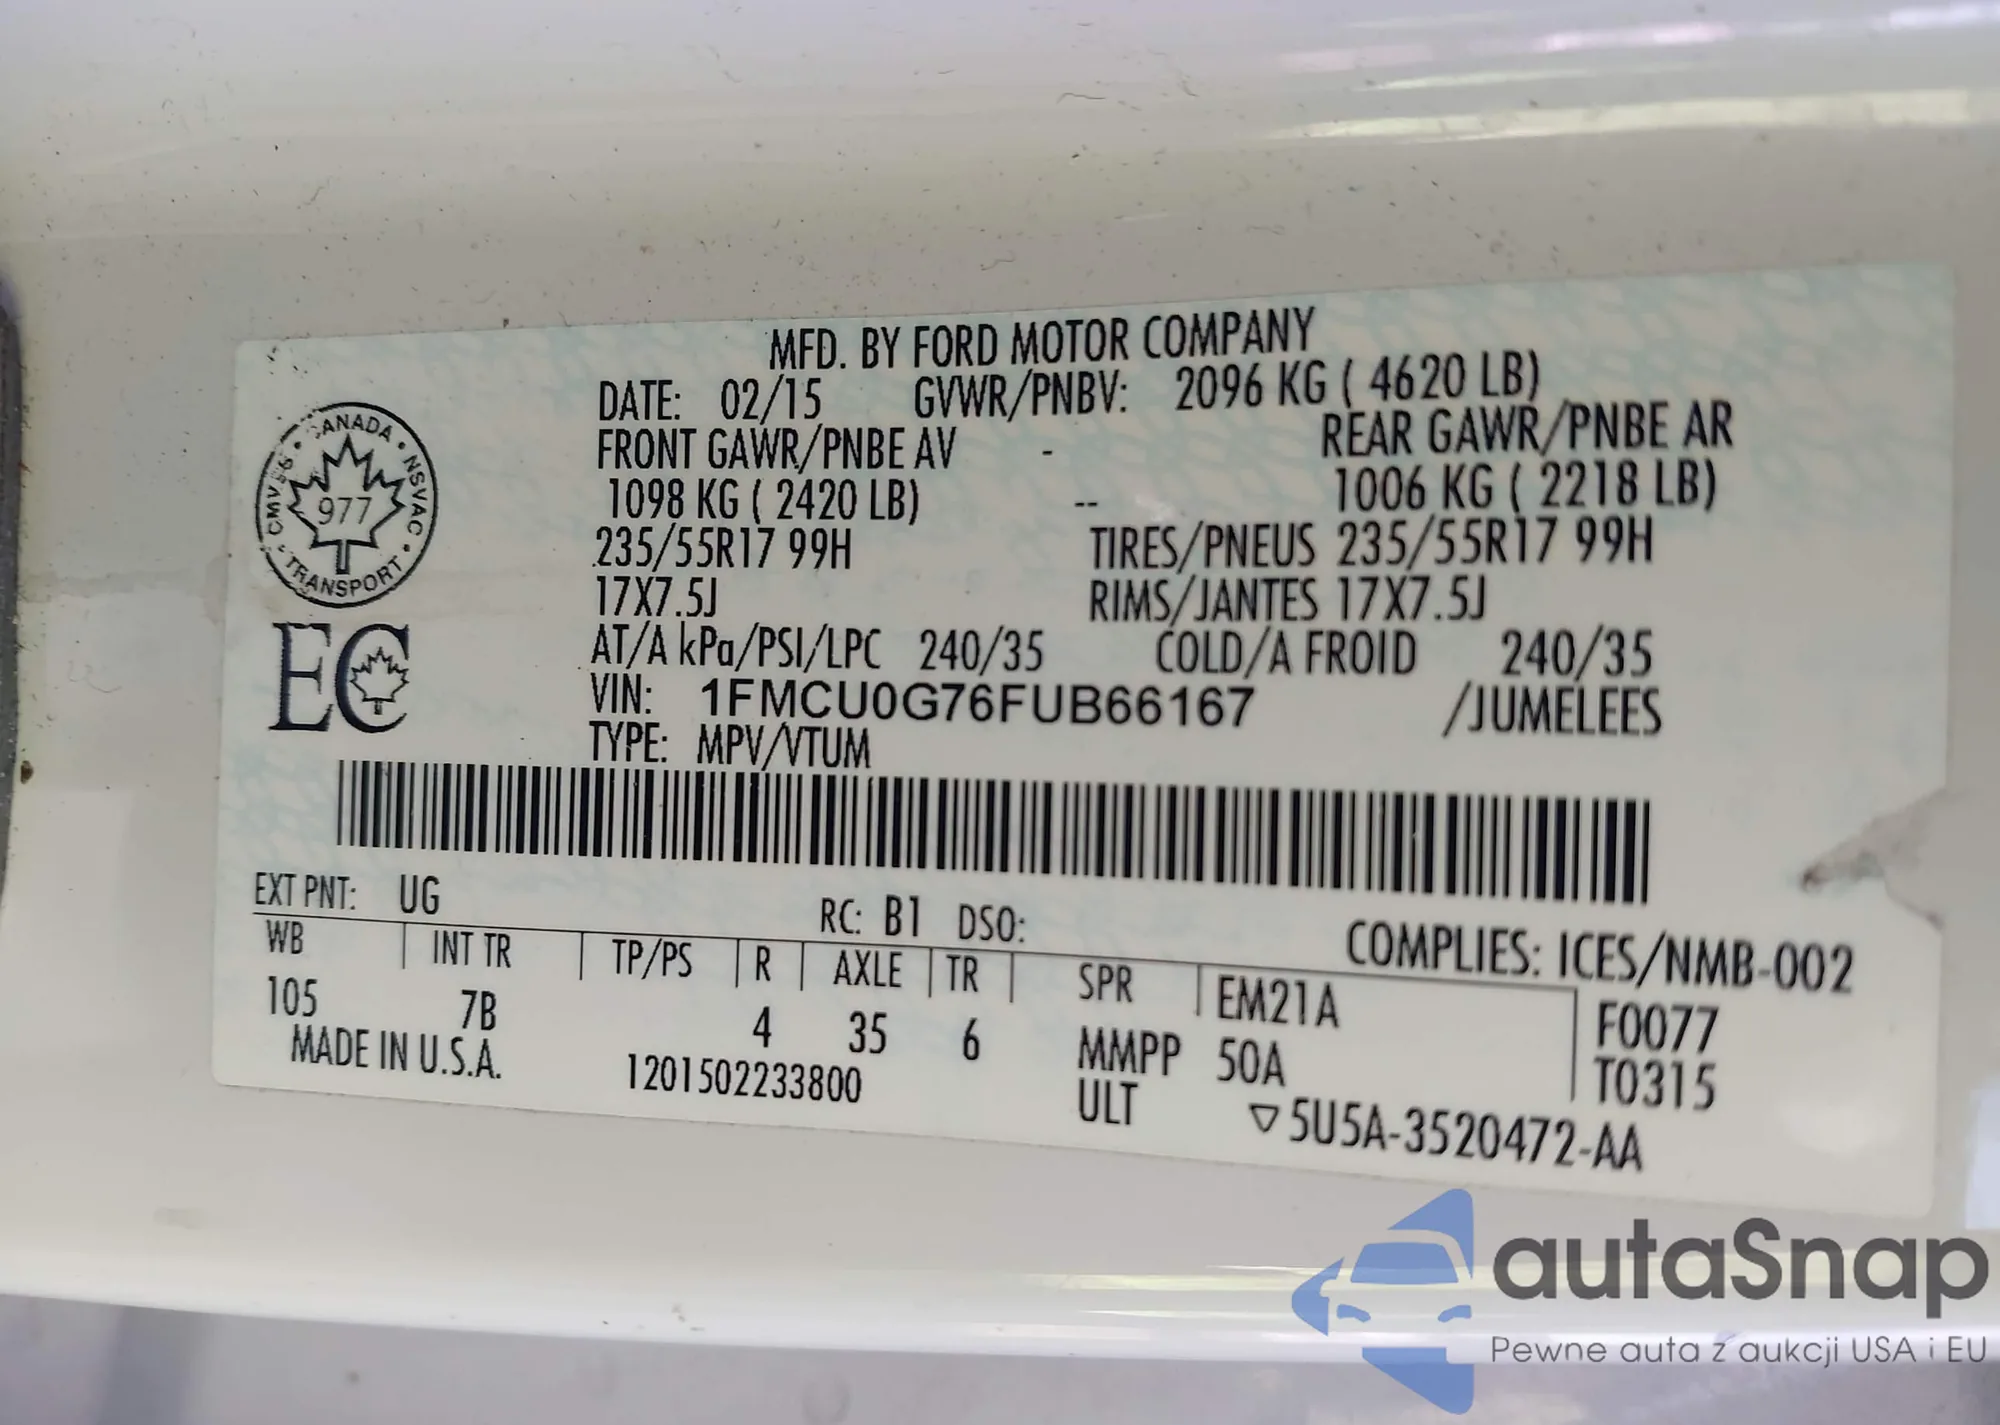 MFD. BY FORD MOTOR COMPANY
DATE: 02/15 GVWR/PNBV: 2096 KG ( 4620 LB)
FRONT GAWR/PNBE AV - REAR GAWR/PNBE AR
1098 KG ( 2420 LB) -- 1006 KG ( 2218 LB)
235/55R17 99H TIRES/PNEUS 235/55R17 99H
17X7.5J RIMS/JANTES 17X7.5J
AT/A kPa/PSI/LPC 240/35 COLD/A FROID 240/35
VIN: 1FMCU0G76FUB66167 /JUMELEES
TYPE: MPV/VTUM
CANADA • NSVAC • TRANSPORT • CMVSS •
977
EC
EXT PNT: UG RC: B1 DSO: COMPLIES: ICES/NMB-002
WB INT TR TP/PS R AXLE TR SPR EM21A F0077
105 7B 4 35 6 MMPP 50A T0315
MADE IN U.S.A. 1201502233800 ULT ▽5U5A-3520472-AA
autaSnap
Pewne auta z aukcji USA i EU